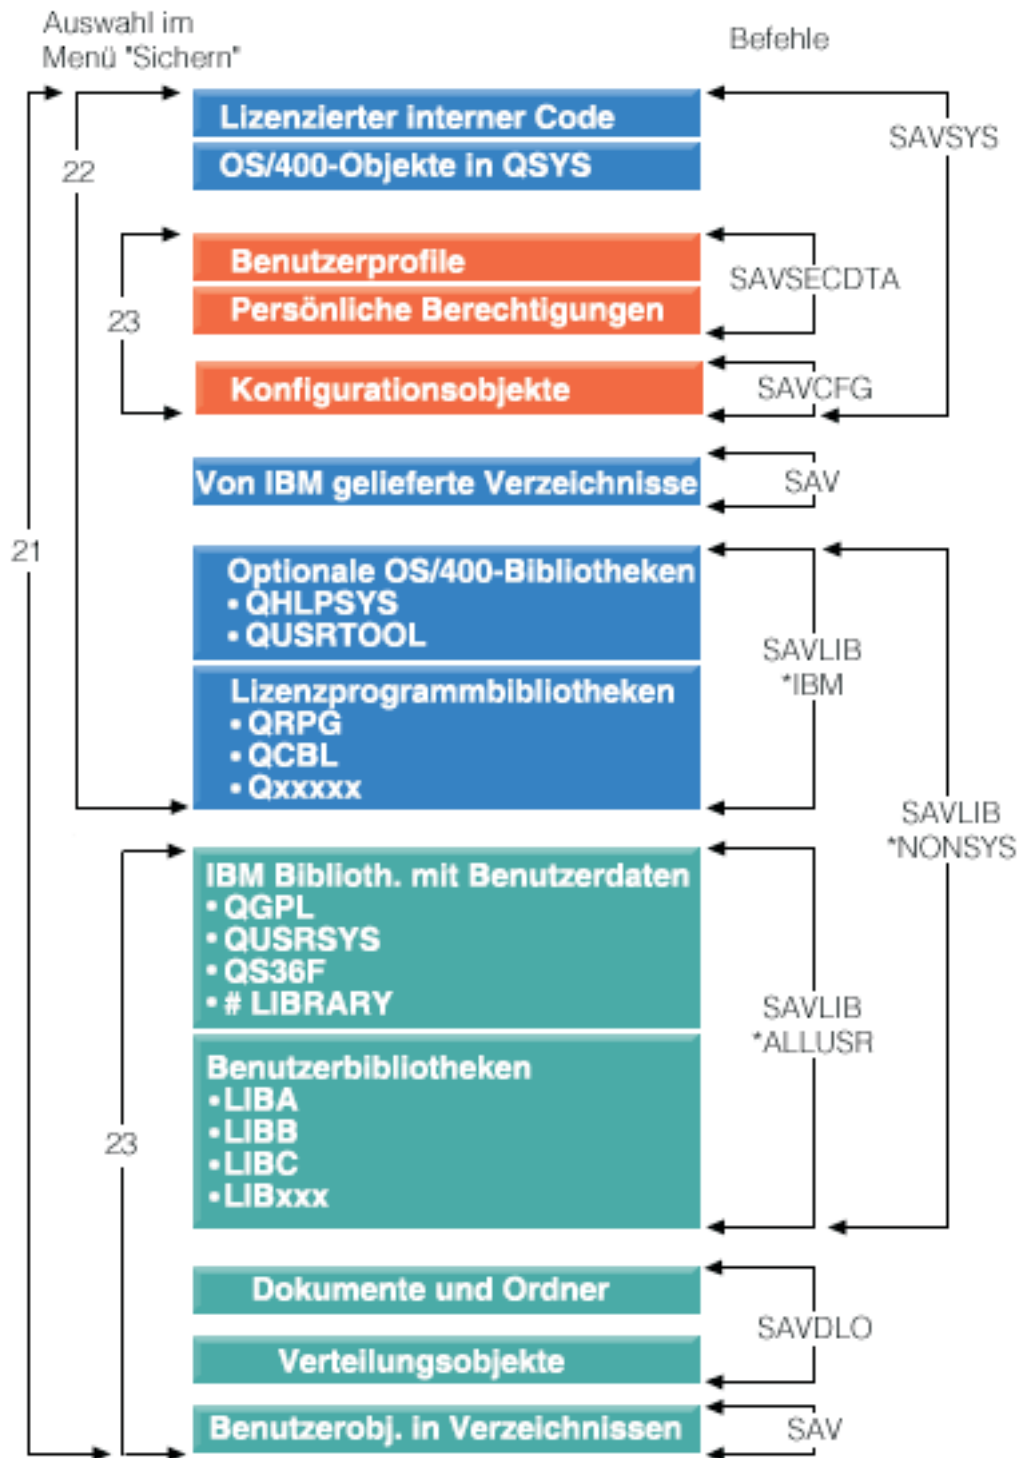 Auswahl im
Menü "Sichern"
Befehle
Lizenzierter interner Code
OS/400-Objekte in QSYS
SAVSYS
22
Benutzerprofile
Persönliche Berechtigungen
SAVSECDTA
23
Konfigurationsobjekte
SAVCFG
Von IBM gelieferte Verzeichnisse
SAV
21
Optionale OS/400-Bibliotheken
• QHLPSYS
• QUSRTOOL
Lizenzprogrammbibliotheken
• QRPG
• QCBL
• Qxxxxx
SAVLIB
*IBM
SAVLIB
*NONSYS
IBM Biblioth. mit Benutzerdaten
• QGPL
• QUSRSYS
• QS36F
• # LIBRARY
Benutzerbibliotheken
• LIBA
• LIBB
• LIBC
• LIBxxx
SAVLIB
*ALLUSR
23
Dokumente und Ordner
Verteilungsobjekte
SAVDLO
Benutzerobj. in Verzeichnissen
SAV